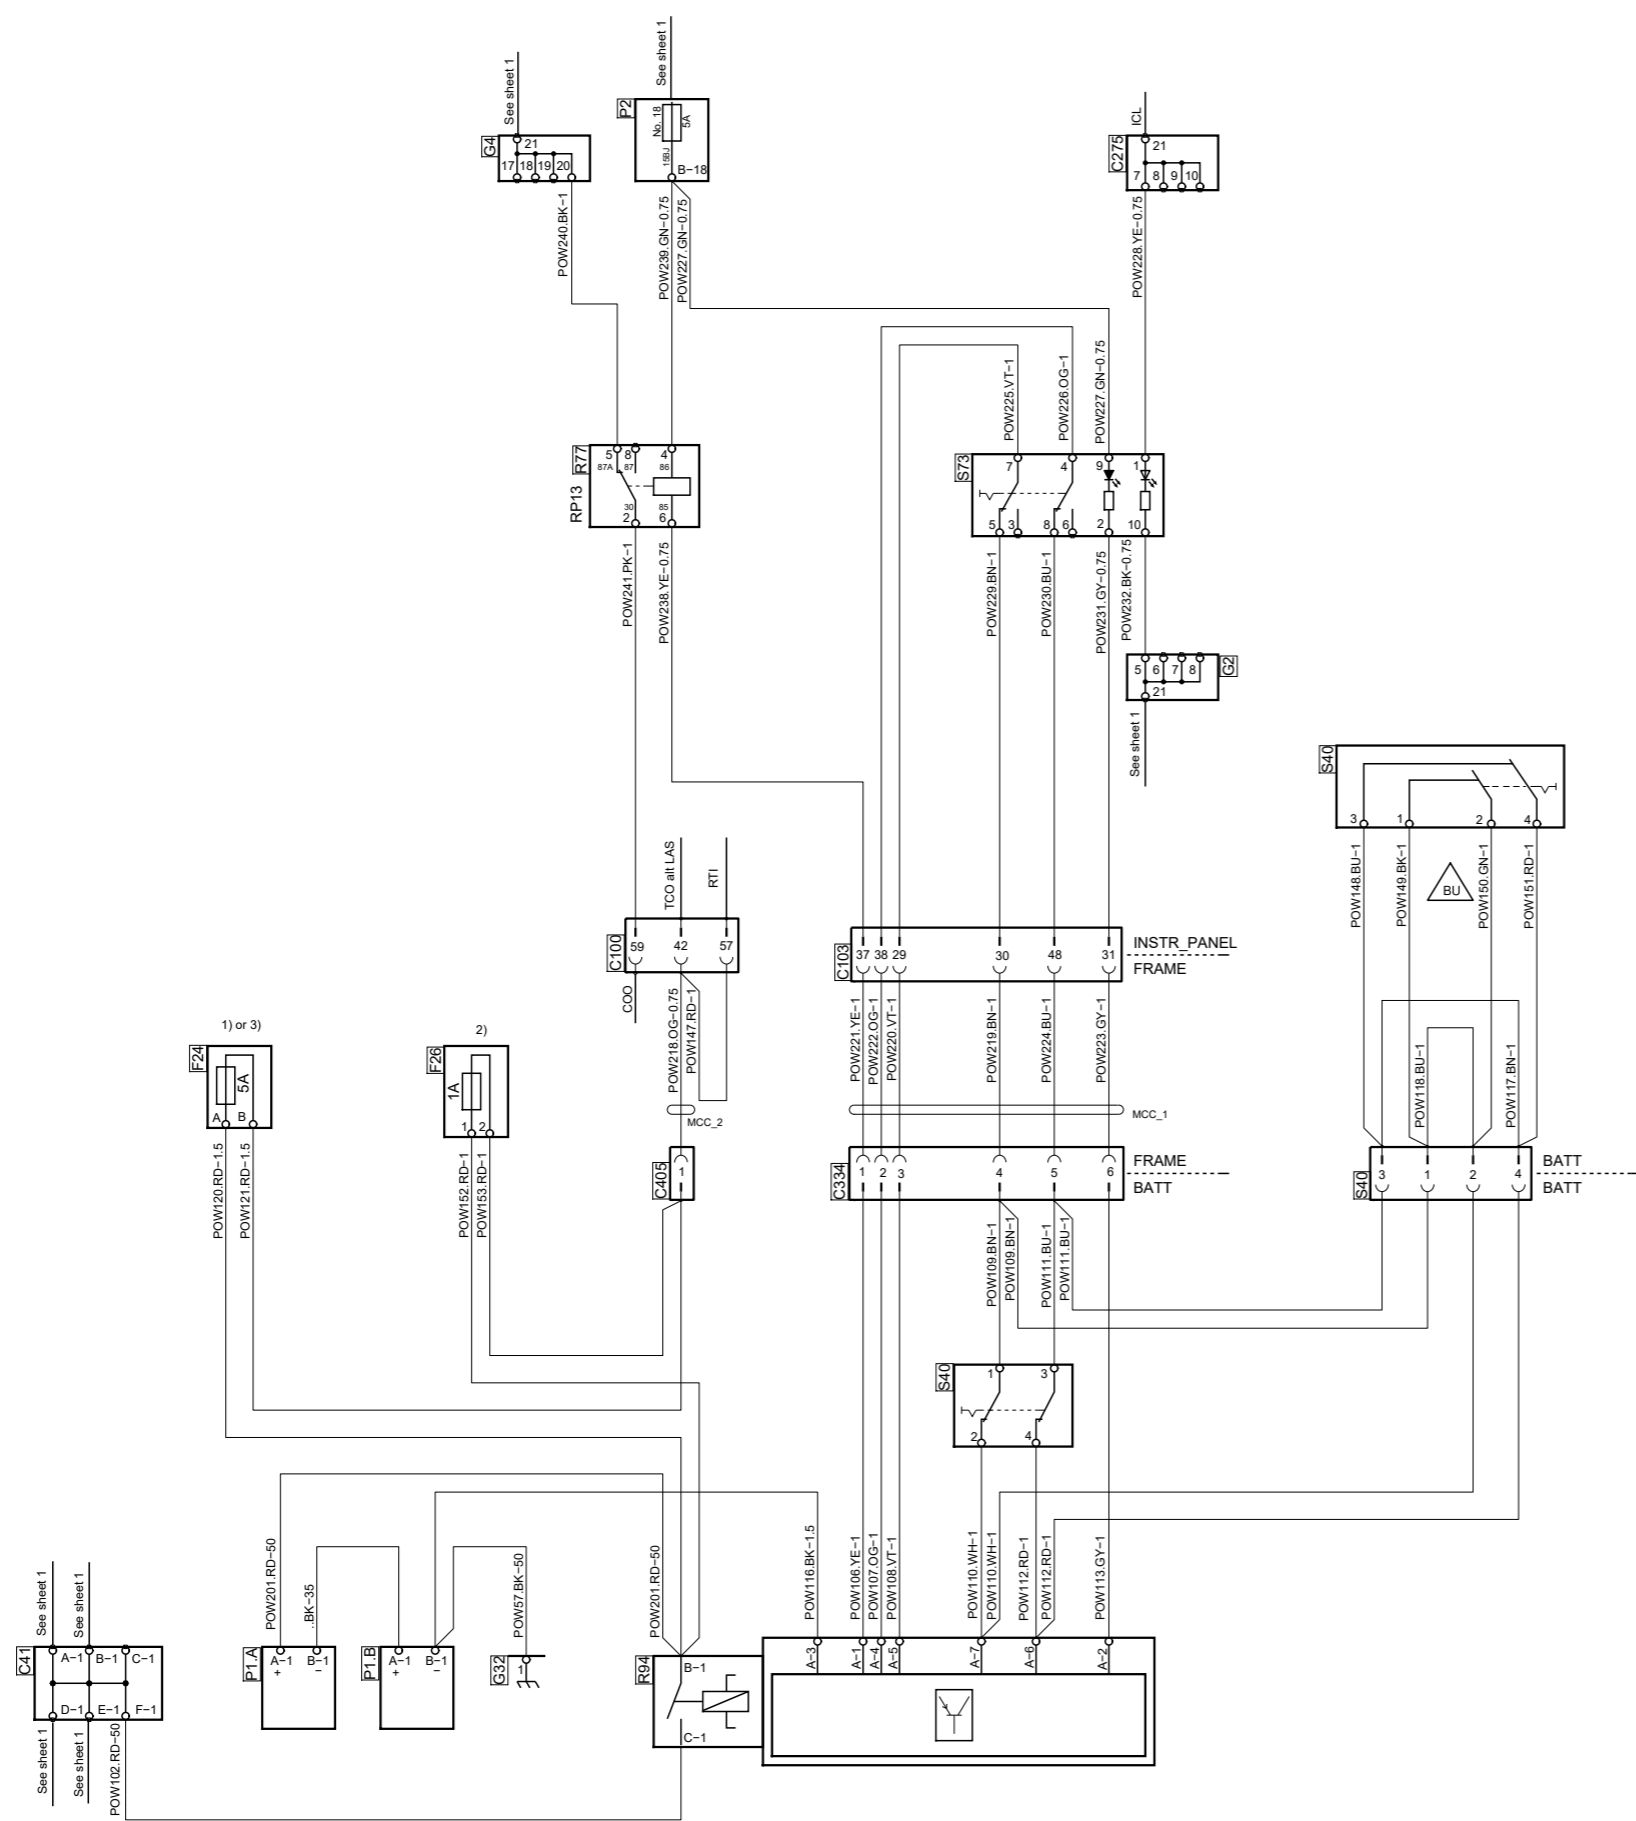 See sheet 1
See sheet 1
P2
No. 18
5A
15BJ
B−18
G4
21
17 18 19 20
ICL
C275
21
7 8 9 10
POW240.BK−1
POW239.GN−0.75
POW227.GN−0.75
POW228.YE−0.75
POW225.VT−1
POW226.OG−1
POW227.GN−0.75
R77
RP13
5 8 4
87A 87 86
30 85
2 6
S73
7 4 9 1
5 3 8 6 2 10
POW241.PK−1
POW238.YE−0.75
POW229.BN−1
POW230.BU−1
POW231.GY−0.75
POW232.BK−0.75
5 6 7 8
21
G2
See sheet 1
S40
3 1 2 4
POW148.BU−1
POW149.BK−1
BU
POW150.GN−1
POW151.RD−1
TCO alt LAS
RTI
C100
59 42 57
COO
C103
37 38 29 30 48 31
INSTR_PANEL
FRAME
POW218.OG−0.75
POW147.RD−1
POW221.YE−1
POW222.OG−1
POW220.VT−1
POW219.BN−1
POW224.BU−1
POW223.GY−1
POW118.BU−1
POW117.BN−1
1) or 3)
F24
5A
A B
2)
F26
1A
1 2
MCC_2
MCC_1
POW120.RD−1.5
POW121.RD−1.5
POW152.RD−1
POW153.RD−1
C405
1
C334
1 2 3 4 5 6
FRAME
BATT
S40
3 1 2 4
BATT
BATT
POW109.BN−1
POW109.BN−1
POW111.BU−1
POW111.BU−1
S40
1 3
2 4
See sheet 1
See sheet 1
POW201.RD−50
..BK−35
POW57.BK−50
POW201.RD−50
POW116.BK−1.5
POW106.YE−1
POW107.OG−1
POW108.VT−1
POW110.WH−1
POW110.WH−1
POW112.RD−1
POW112.RD−1
POW113.GY−1
C41
A−1 B−1 C−1
D−1 E−1 F−1
See sheet 1
See sheet 1
POW102.RD−50
P1.A
A−1 B−1
+ −
P1.B
A−1 B−1
+ −
G32
1
R94
B−1
C−1
A−3
A−1
A−4
A−5
A−7
A−6
A−2